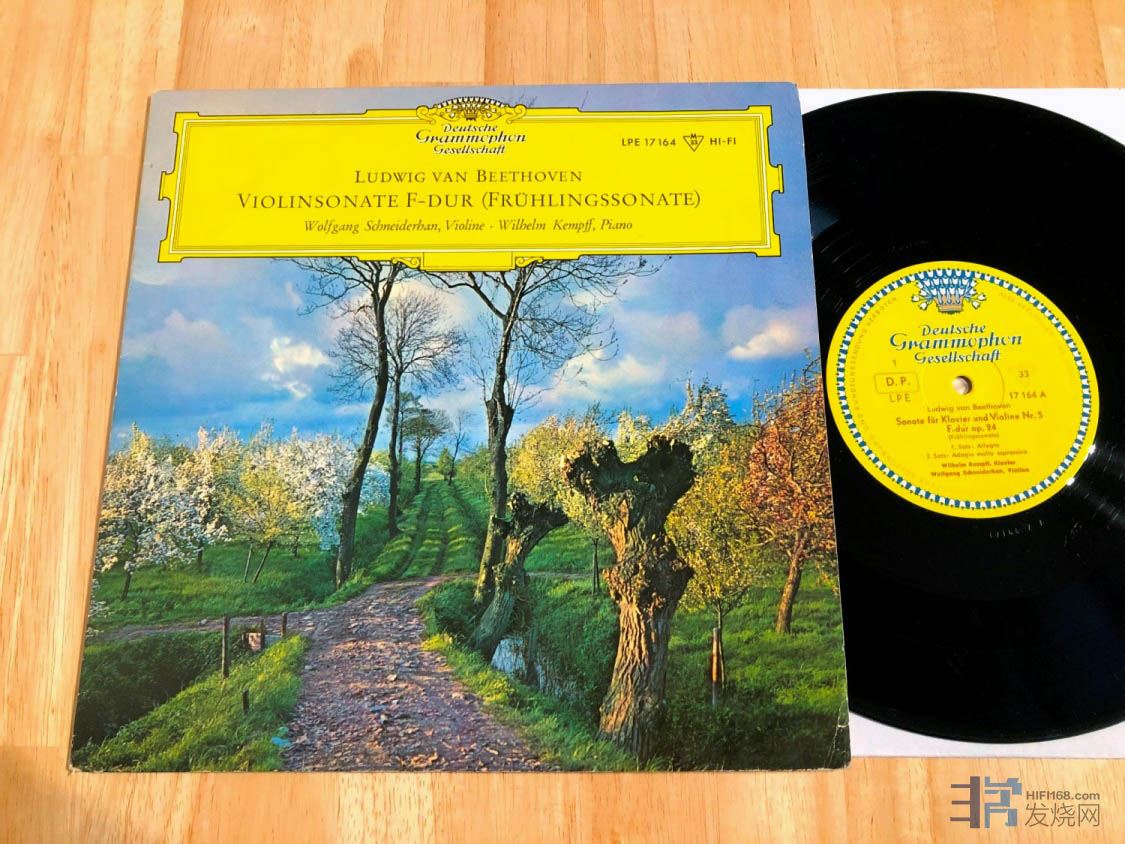 Deutsche
Grammophon
Gesellschaft
LPE 17164 M 33 HI-FI
LUDWIG VAN BEETHOVEN
VIOLINSONATE F-DUR (FRÜHLINGSSONATE)
Wolfgang Schneiderhan, Violine · Wilhelm Kempff, Piano
Deutsche
Grammophon
Gesellschaft
1
33
D.P.
LPE
17 164 A
Ludwig van Beethoven
Sonate für Klavier und Violine Nr. 5
F-dur op. 24
(Frühlingssonate)
1. Satz: Allegro
2. Satz: Adagio molto espressivo
Wilhelm Kempff, Klavier
Wolfgang Schneiderhan, Violine
HIFI168.com
发烧网